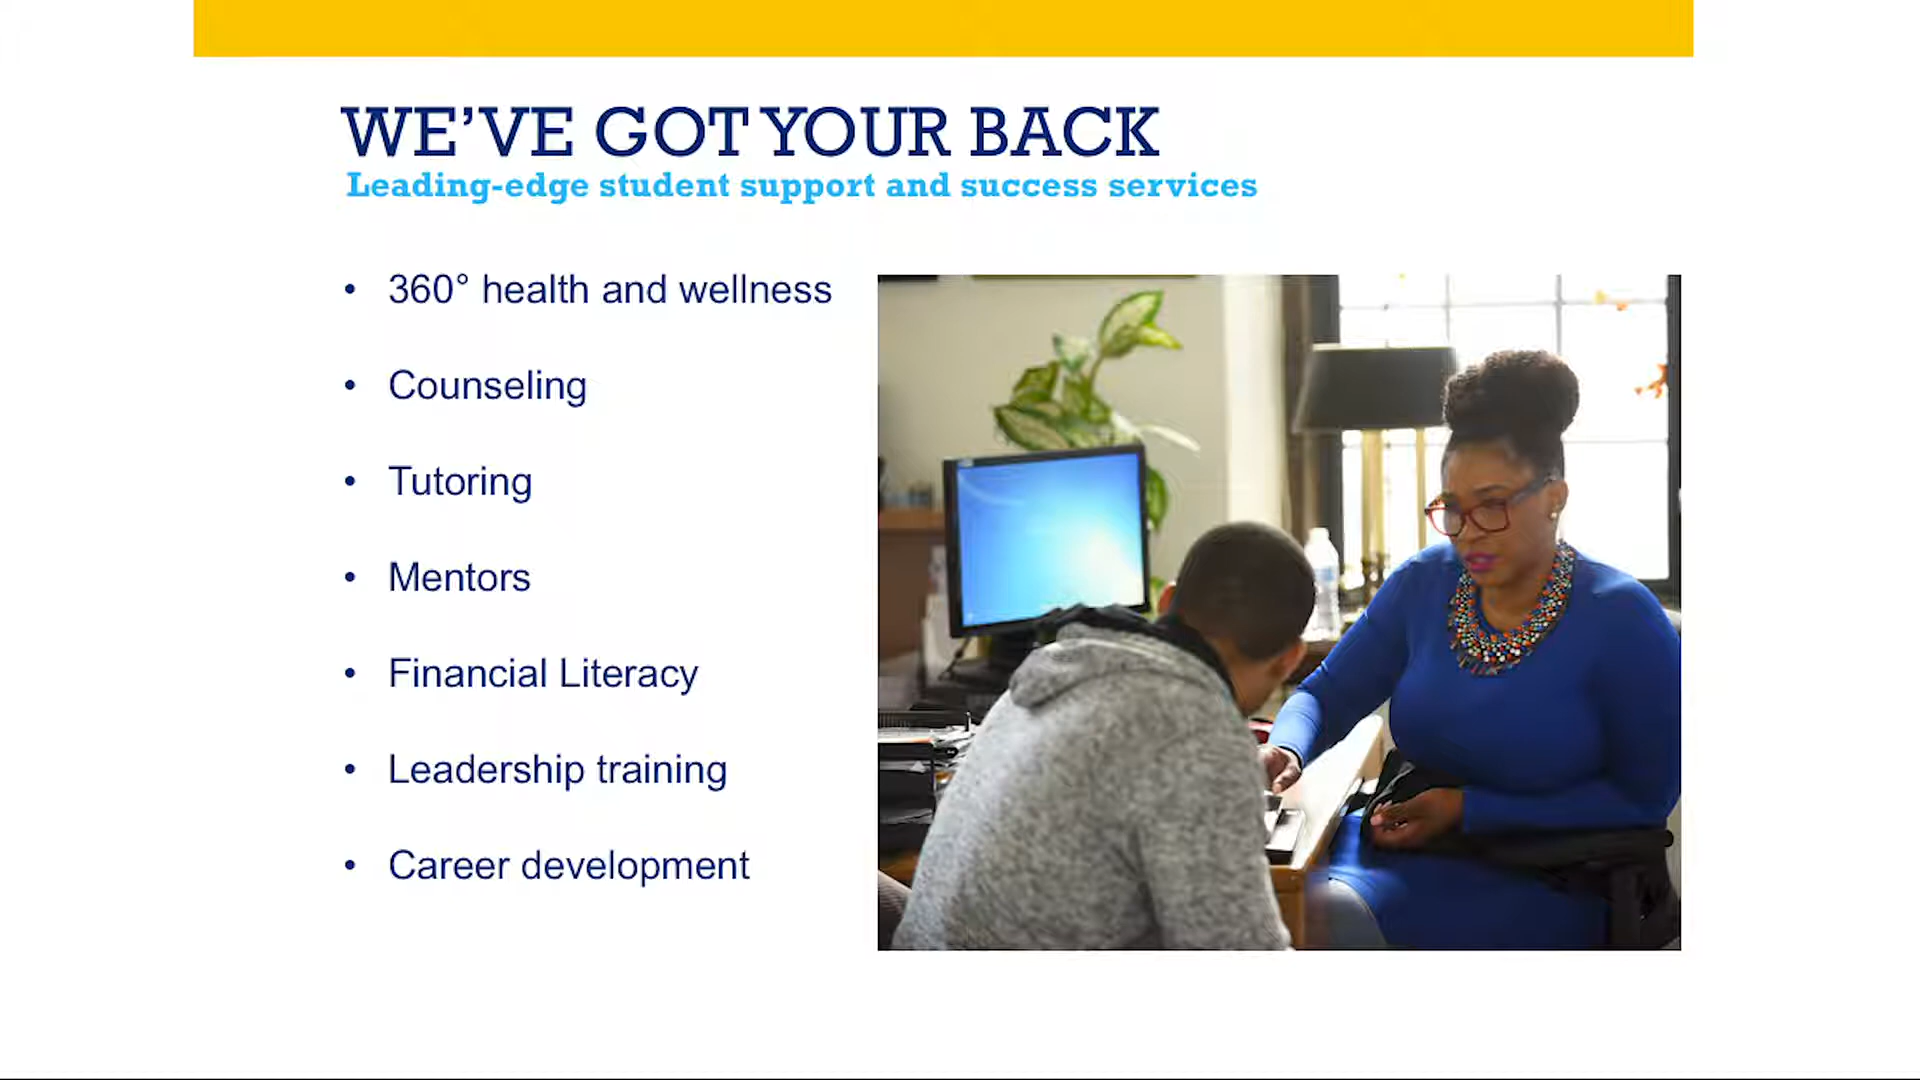 WE'VE GOT YOUR BACK
Leading-edge student support and success services
• 360° health and wellness
• Counseling
• Tutoring
• Mentors
• Financial Literacy
• Leadership training
• Career development